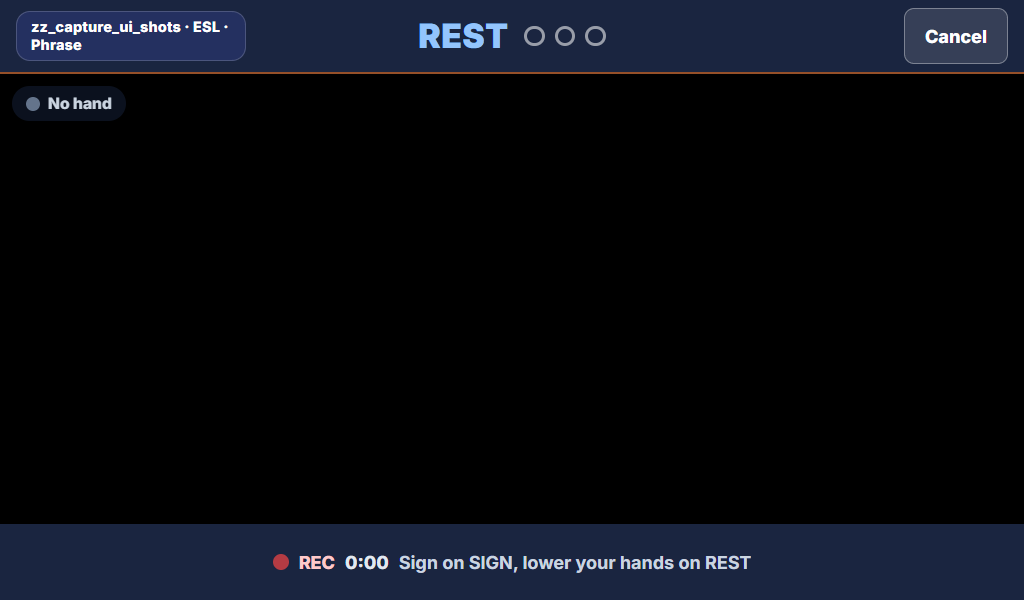 zz_capture_ui_shots · ESL ·
Phrase
REST
Cancel
No hand
REC 0:00 Sign on SIGN, lower your hands on REST